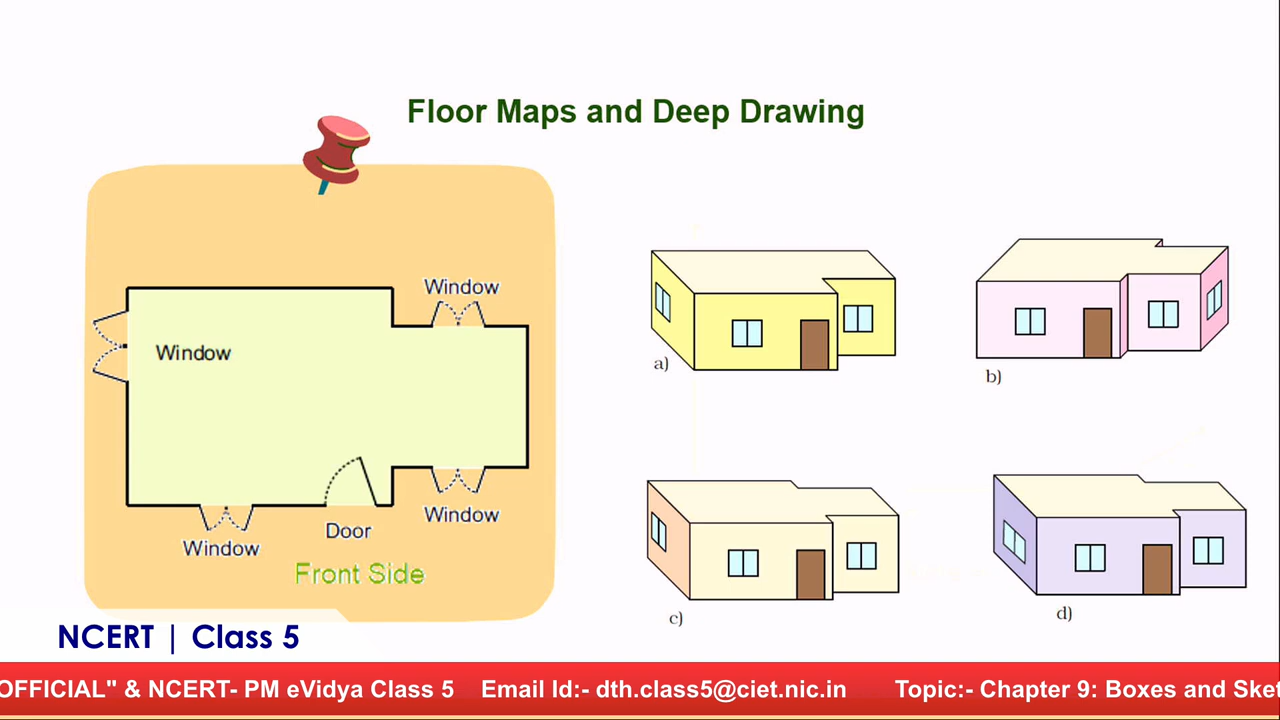 Floor Maps and Deep Drawing
Window
Window
Window
Door
Window
Front Side
a)
b)
c)
d)
NCERT | Class 5
OFFICIAL" & NCERT- PM eVidya Class 5 Email Id:- dth.class5@ciet.nic.in Topic:- Chapter 9: Boxes and Sket